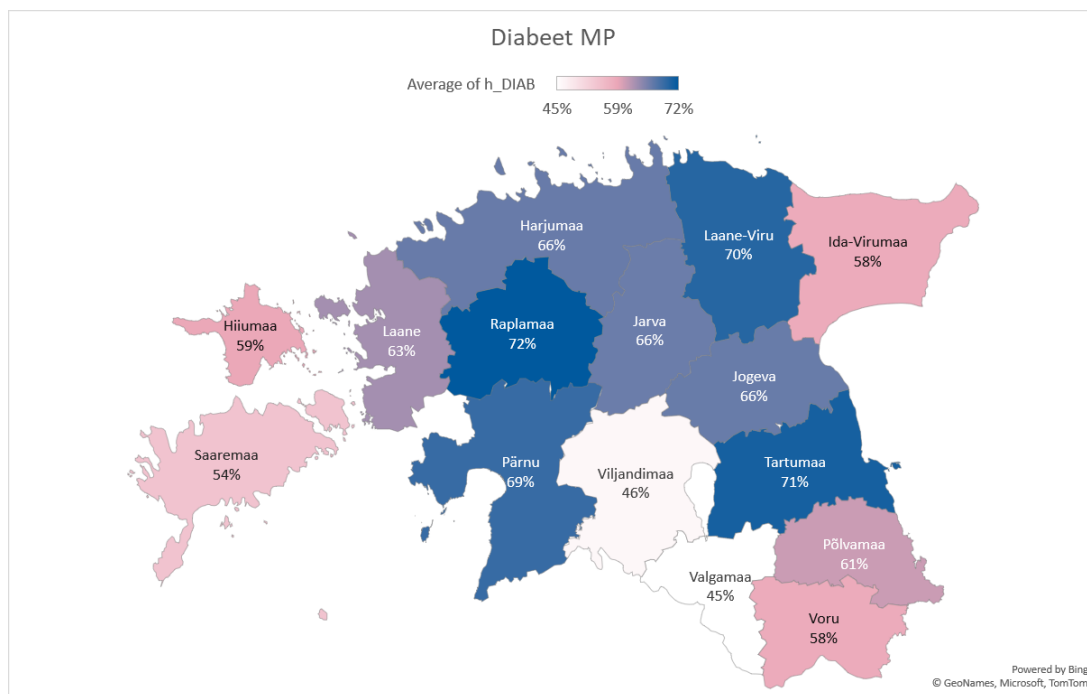 Diabeet MP
Average of h_DIAB
45% 59% 72%
Harjumaa
66%
Laane-Viru
70%
Ida-Virumaa
58%
Hiiumaa
59%
Laane
63%
Raplamaa
72%
Jarva
66%
Jogeva
66%
Saaremaa
54%
Pärnu
69%
Viljandimaa
46%
Tartumaa
71%
Põlvamaa
61%
Valgamaa
45%
Voru
58%
Powered by Bing
© GeoNames, Microsoft, TomTom